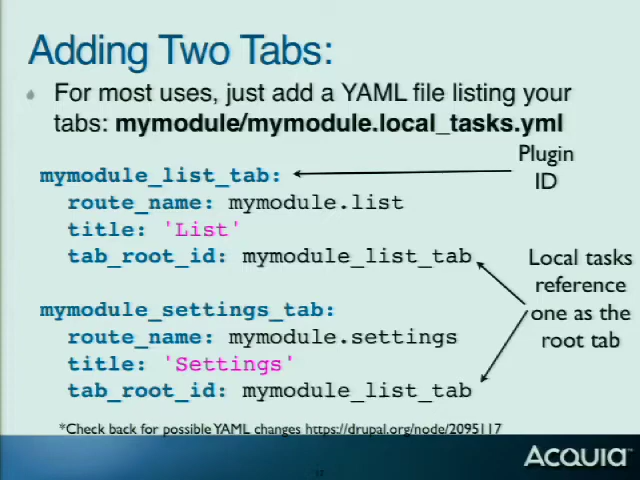 Adding Two Tabs:
For most uses, just add a YAML file listing your
tabs: mymodule/mymodule.local_tasks.yml
Plugin
ID
mymodule_list_tab:
route_name: mymodule.list
title: 'List'
tab_root_id: mymodule_list_tab
Local tasks
reference
one as the
root tab
mymodule_settings_tab:
route_name: mymodule.settings
title: 'Settings'
tab_root_id: mymodule_list_tab
*Check back for possible YAML changes https://drupal.org/node/2095117
Acquia